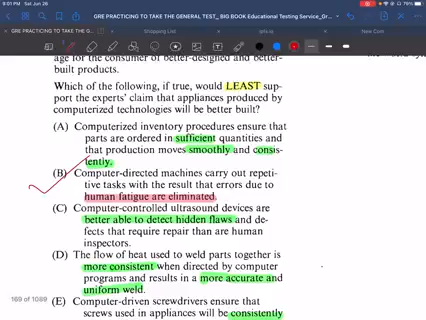 9:01 PM Sat Jun 26
79%
GRE PRACTICING TO TAKE THE GENERAL TEST_ BIG BOOK Educational Testing Service_Gr...
GRE PRACTICING TO TAKE THE G...
Shopping List
ipts.io
New Com
age for the consumer of better-designed and better-
built products.
Which of the following, if true, would LEAST sup-
port the experts' claim that appliances produced by
computerized technologies will be better built?
(A) Computerized inventory procedures ensure that
parts are ordered in sufficient quantities and
that production moves smoothly and consis-
tently.
(B) Computer-directed machines carry out repeti-
tive tasks with the result that errors due to
human fatigue are eliminated.
(C) Computer-controlled ultrasound devices are
better able to detect hidden flaws and de-
fects that require repair than are human
inspectors.
(D) The flow of heat used to weld parts together is
more consistent when directed by computer
programs and results in a more accurate and
uniform weld.
169 of 1089
(E) Computer-driven screwdrivers ensure that
screws used in appliances will be consistently